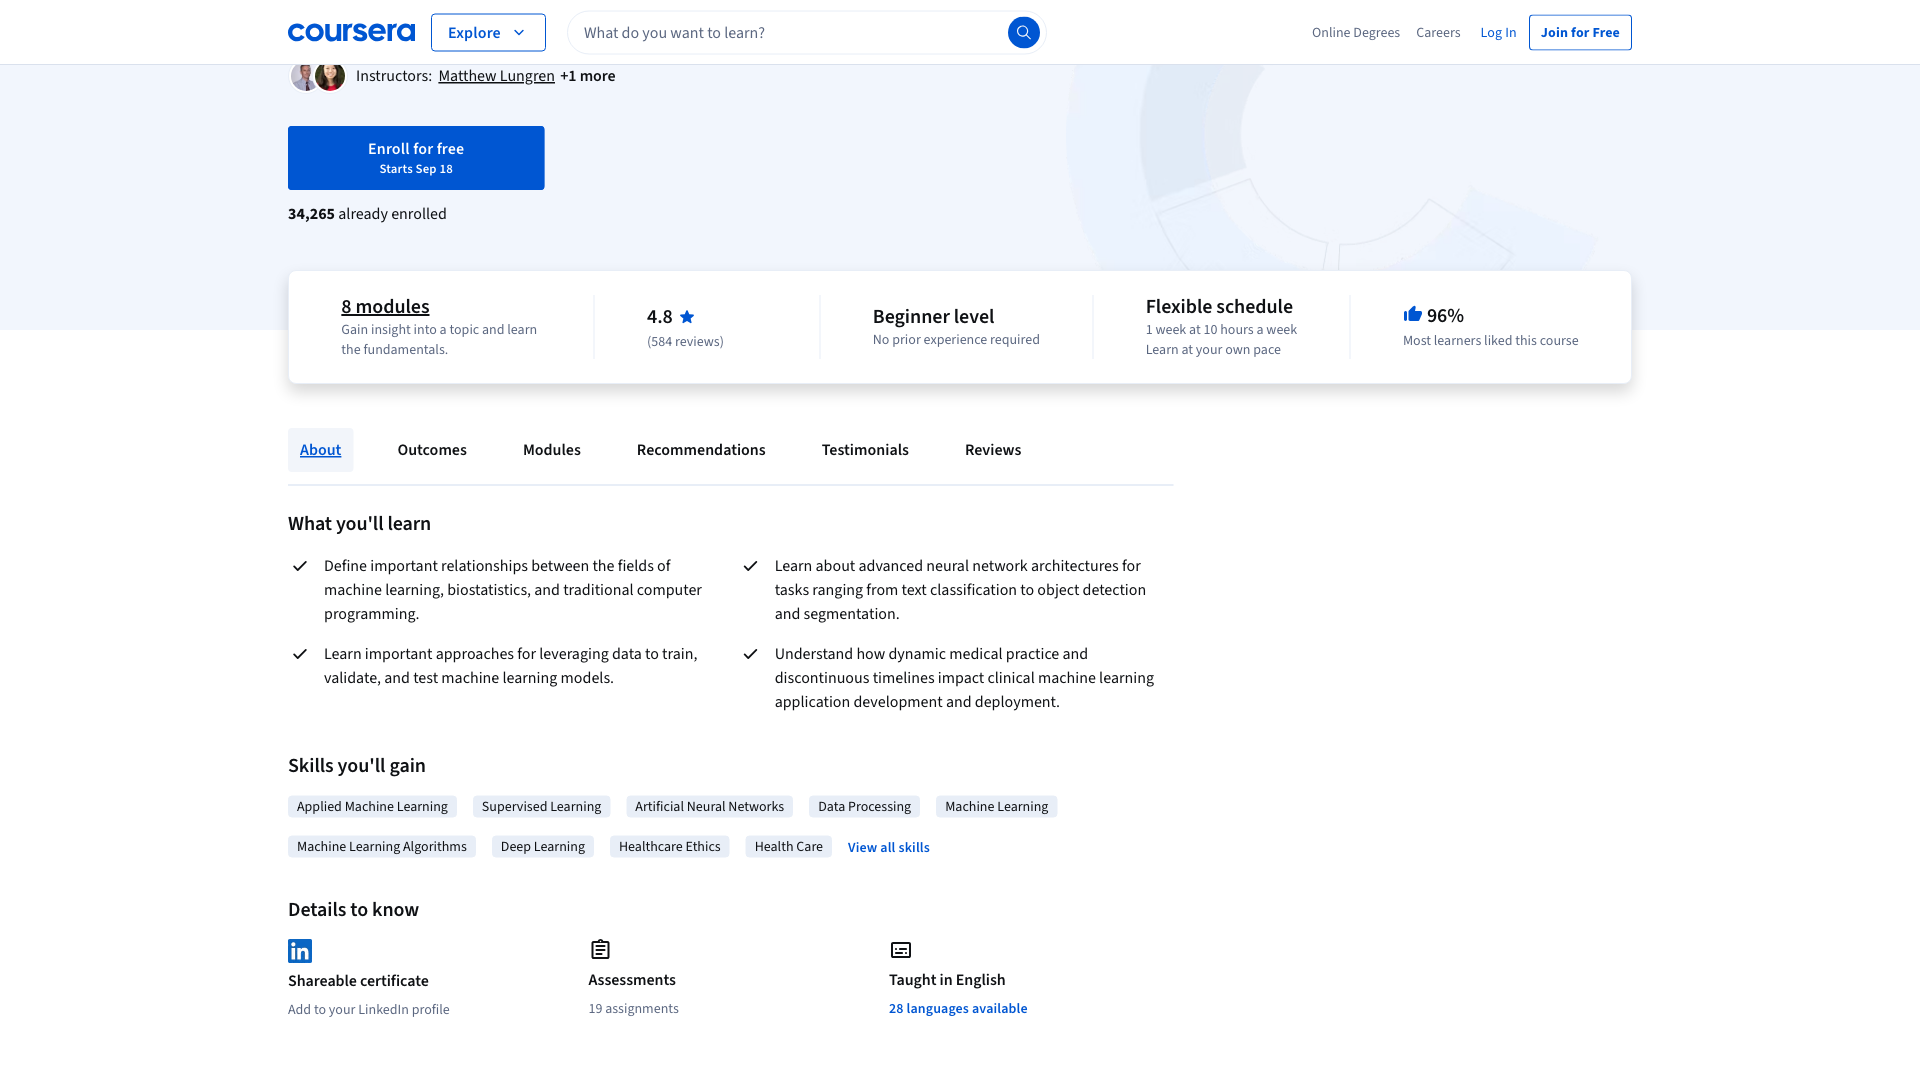 coursera
Explore
What do you want to learn?
Online Degrees
Careers
Log In
Join for Free
Instructors: Matthew Lungren +1 more
Enroll for free
Starts Sep 18
34,265 already enrolled
8 modules
Gain insight into a topic and learn
the fundamentals.
4.8
(584 reviews)
Beginner level
No prior experience required
Flexible schedule
1 week at 10 hours a week
Learn at your own pace
96%
Most learners liked this course
About
Outcomes
Modules
Recommendations
Testimonials
Reviews
What you'll learn
Define important relationships between the fields of
machine learning, biostatistics, and traditional computer
programming.
Learn about advanced neural network architectures for
tasks ranging from text classification to object detection
and segmentation.
Learn important approaches for leveraging data to train,
validate, and test machine learning models.
Understand how dynamic medical practice and
discontinuous timelines impact clinical machine learning
application development and deployment.
Skills you'll gain
Applied Machine Learning
Supervised Learning
Artificial Neural Networks
Data Processing
Machine Learning
Machine Learning Algorithms
Deep Learning
Healthcare Ethics
Health Care
View all skills
Details to know
in
Shareable certificate
Add to your LinkedIn profile
Assessments
19 assignments
Taught in English
28 languages available